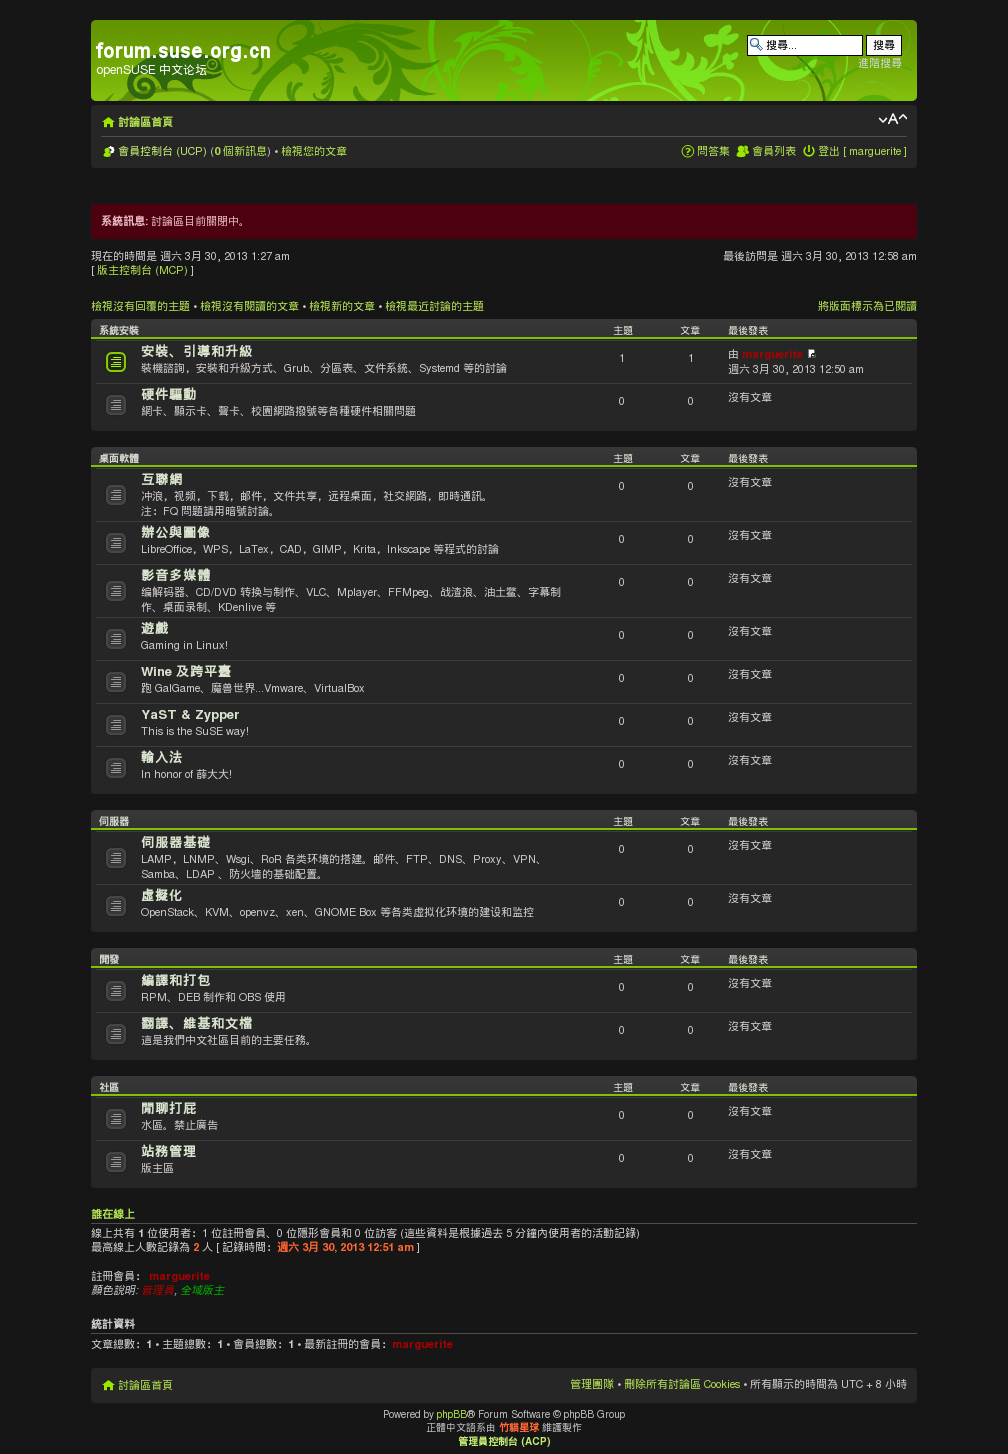 forum.suse.org.cn
openSUSE 中文论坛
搜尋...
搜尋
進階搜尋
討論區首頁
會員控制台 (UCP) (0 個新訊息) • 檢視您的文章
問答集 會員列表 登出 [ marguerite ]
系統訊息: 討論區目前關閉中。
現在的時間是 週六 3月 30, 2013 1:27 am
最後訪問是 週六 3月 30, 2013 12:58 am
[ 版主控制台 (MCP) ]
檢視沒有回覆的主題 • 檢視沒有閱讀的文章 • 檢視新的文章 • 檢視最近討論的主題
將版面標示為已閱讀
系統安裝 主題 文章 最後發表
安裝、引導和升級
裝機諮詢，安裝和升級方式、Grub、分區表、文件系統、Systemd 等的討論
1 1
由 marguerite
週六 3月 30, 2013 12:50 am
硬件驅動
網卡、顯示卡、聲卡、校園網路撥號等各種硬件相關問題
0 0 沒有文章
桌面軟體 主題 文章 最後發表
互聯網
冲浪，视频，下载，邮件，文件共享，远程桌面，社交網路，即時通訊。
注：FQ 問題請用暗號討論。
0 0 沒有文章
辦公與圖像
LibreOffice，WPS，LaTex，CAD，GIMP，Krita，Inkscape 等程式的討論
0 0 沒有文章
影音多媒體
编解码器、CD/DVD 转换与制作、VLC、Mplayer、FFMpeg、战渣浪、油土鳖、字幕制
作、桌面录制、KDenlive 等
0 0 沒有文章
遊戲
Gaming in Linux!
0 0 沒有文章
Wine 及跨平臺
跑 GalGame、魔兽世界...Vmware、VirtualBox
0 0 沒有文章
YaST & Zypper
This is the SuSE way!
0 0 沒有文章
輸入法
In honor of 薛大大!
0 0 沒有文章
伺服器 主題 文章 最後發表
伺服器基礎
LAMP，LNMP、Wsgi、RoR 各类环境的搭建。邮件、FTP、DNS、Proxy、VPN、
Samba、LDAP 、防火墙的基础配置。
0 0 沒有文章
虛擬化
OpenStack、KVM、openvz、xen、GNOME Box 等各类虚拟化环境的建设和监控
0 0 沒有文章
開發 主題 文章 最後發表
編譯和打包
RPM、DEB 制作和 OBS 使用
0 0 沒有文章
翻譯、維基和文檔
這是我們中文社區目前的主要任務。
0 0 沒有文章
社區 主題 文章 最後發表
閒聊打屁
水區。禁止廣告
0 0 沒有文章
站務管理
版主區
0 0 沒有文章
誰在線上
線上共有 1 位使用者：1 位註冊會員、0 位隱形會員和 0 位訪客 (這些資料是根據過去 5 分鐘內使用者的活動記錄)
最高線上人數記錄為 2 人 [ 記錄時間：週六 3月 30, 2013 12:51 am ]
註冊會員： marguerite
顏色說明: 管理員, 全域版主
統計資料
文章總數：1 • 主題總數：1 • 會員總數：1 • 最新註冊的會員：marguerite
討論區首頁
管理團隊 • 刪除所有討論區 Cookies • 所有顯示的時間為 UTC + 8 小時
Powered by phpBB® Forum Software © phpBB Group
正體中文語系由 竹貓星球 維護製作
管理員控制台 (ACP)